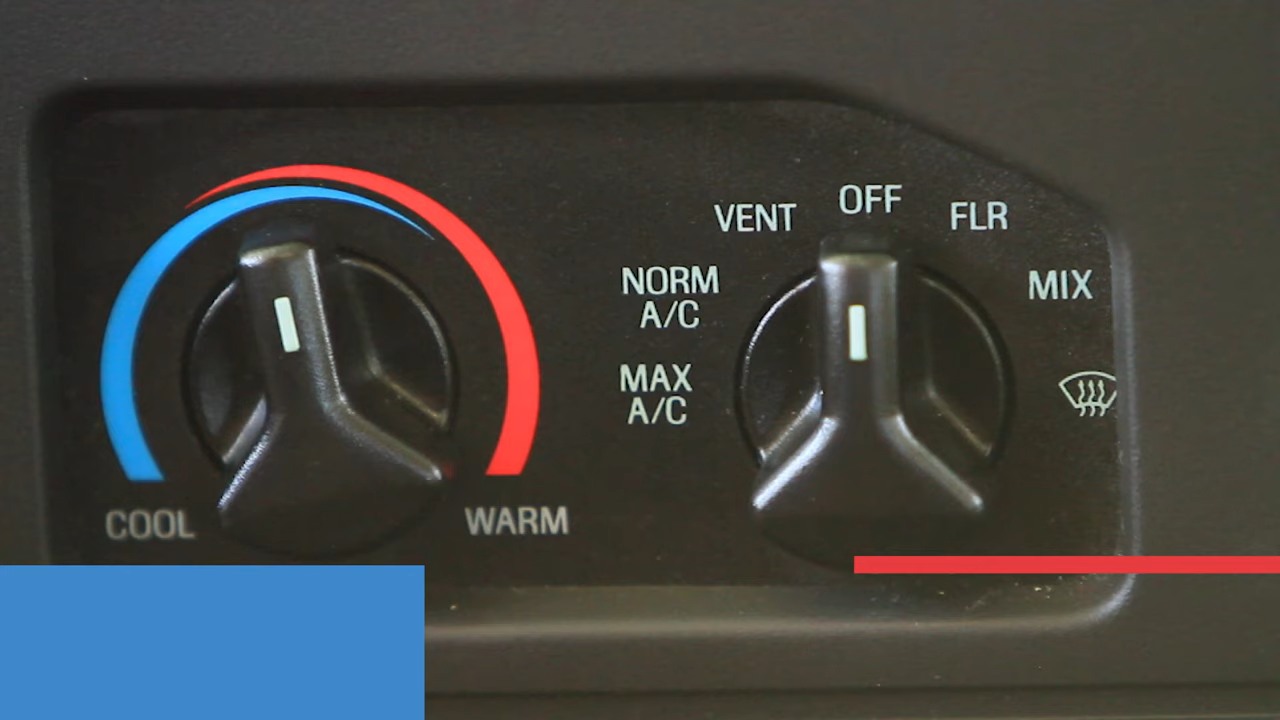 VENT
OFF
FLR
NORM
A/C
MIX
MAX
A/C
COOL
WARM